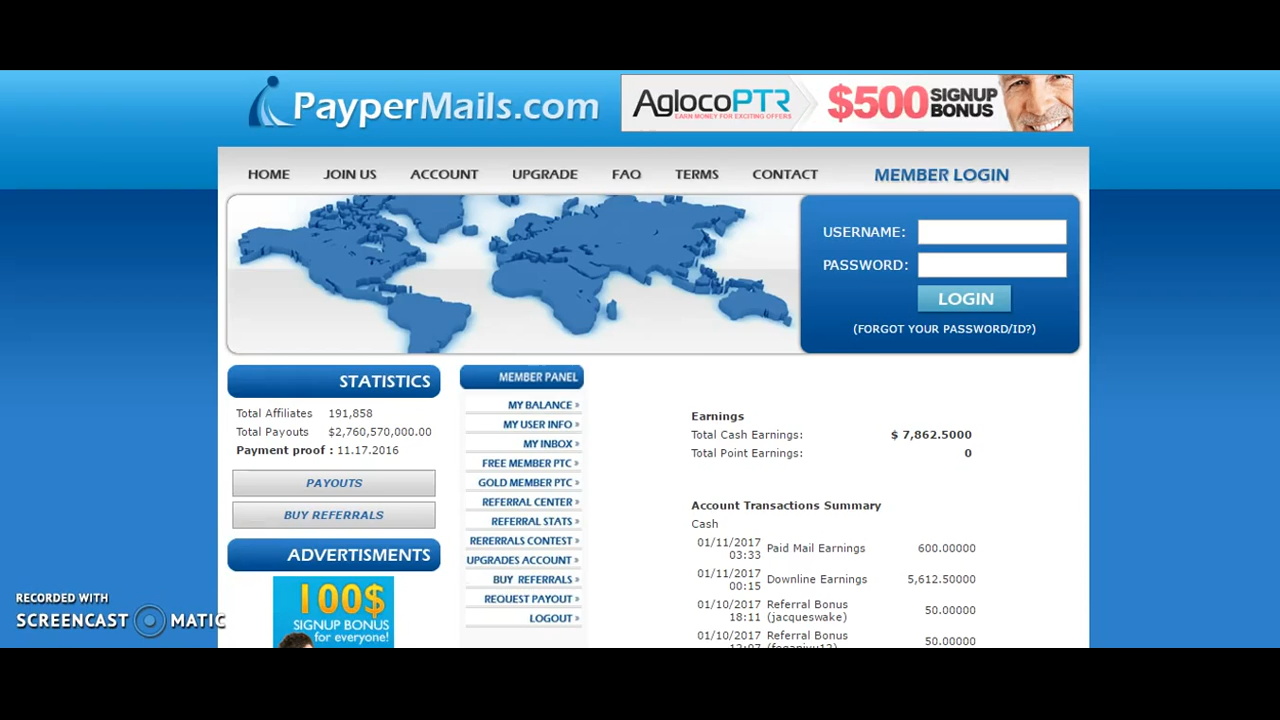 PayperMails.com
AglocoPTR
EARN MONEY FOR EXCITING OFFERS
$500 SIGNUP BONUS
HOME JOIN US ACCOUNT UPGRADE FAQ TERMS CONTACT MEMBER LOGIN
USERNAME:
PASSWORD:
LOGIN
(FORGOT YOUR PASSWORD/ID?)
STATISTICS
Total Affiliates 191,858
Total Payouts $2,760,570,000.00
Payment proof : 11.17.2016
PAYOUTS
BUY REFERRALS
ADVERTISMENTS
100$
SIGNUP BONUS
for everyone!
MEMBER PANEL
MY BALANCE »
MY USER INFO »
MY INBOX »
FREE MEMBER PTC »
GOLD MEMBER PTC »
REFERRAL CENTER »
REFERRAL STATS »
RERERRALS CONTEST »
UPGRADES ACCOUNT »
BUY REFERRALS »
REQUEST PAYOUT »
LOGOUT »
Earnings
Total Cash Earnings: $ 7,862.5000
Total Point Earnings: 0
Account Transactions Summary
Cash
01/11/2017 03:33 Paid Mail Earnings 600.00000
01/11/2017 00:15 Downline Earnings 5,612.50000
01/10/2017 18:11 Referral Bonus (jacqueswake) 50.00000
01/10/2017 Referral Bonus 50.00000
RECORDED WITH
SCREENCAST MATIC